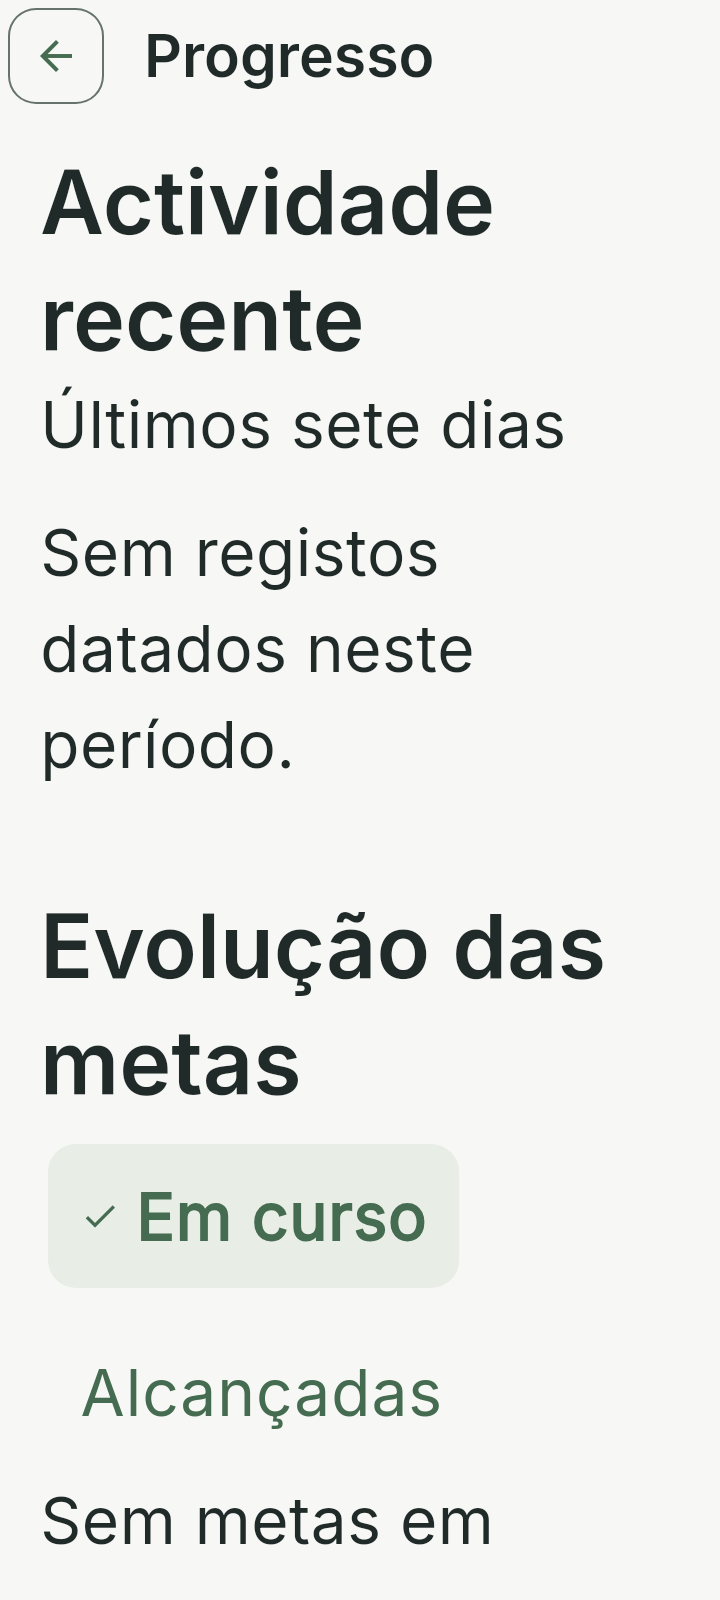 Progresso
Actividade
recente
Últimos sete dias
Sem registos
datados neste
período.
Evolução das
metas
Em curso
Alcançadas
Sem metas em